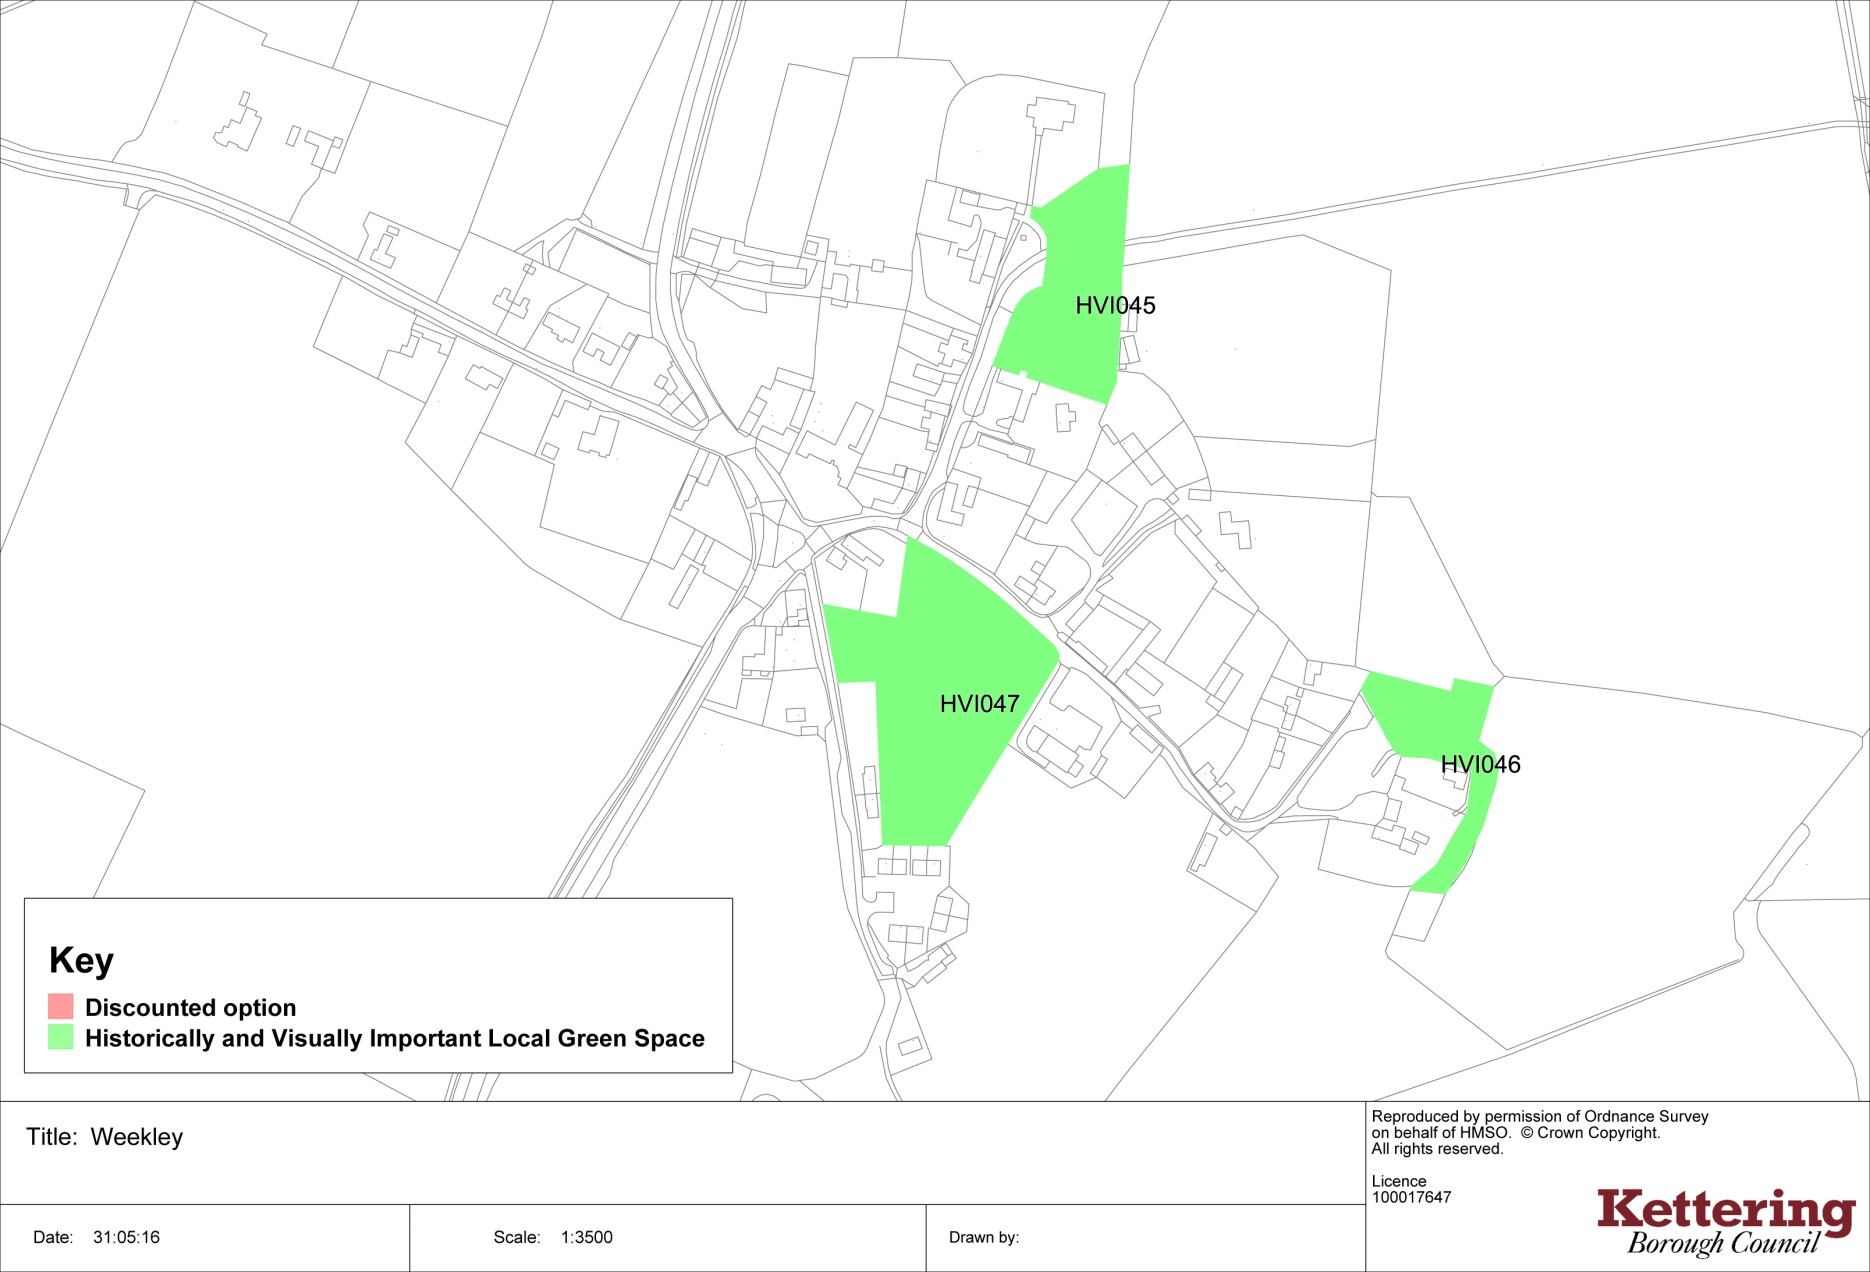 HVI045
HVI047
HVI046
Key
Discounted option
Historically and Visually Important Local Green Space
Title: Weekley
Reproduced by permission of Ordnance Survey
on behalf of HMSO. © Crown Copyright.
All rights reserved.
Licence
100017647
Date: 31:05:16
Scale: 1:3500
Drawn by:
Kettering
Borough Council